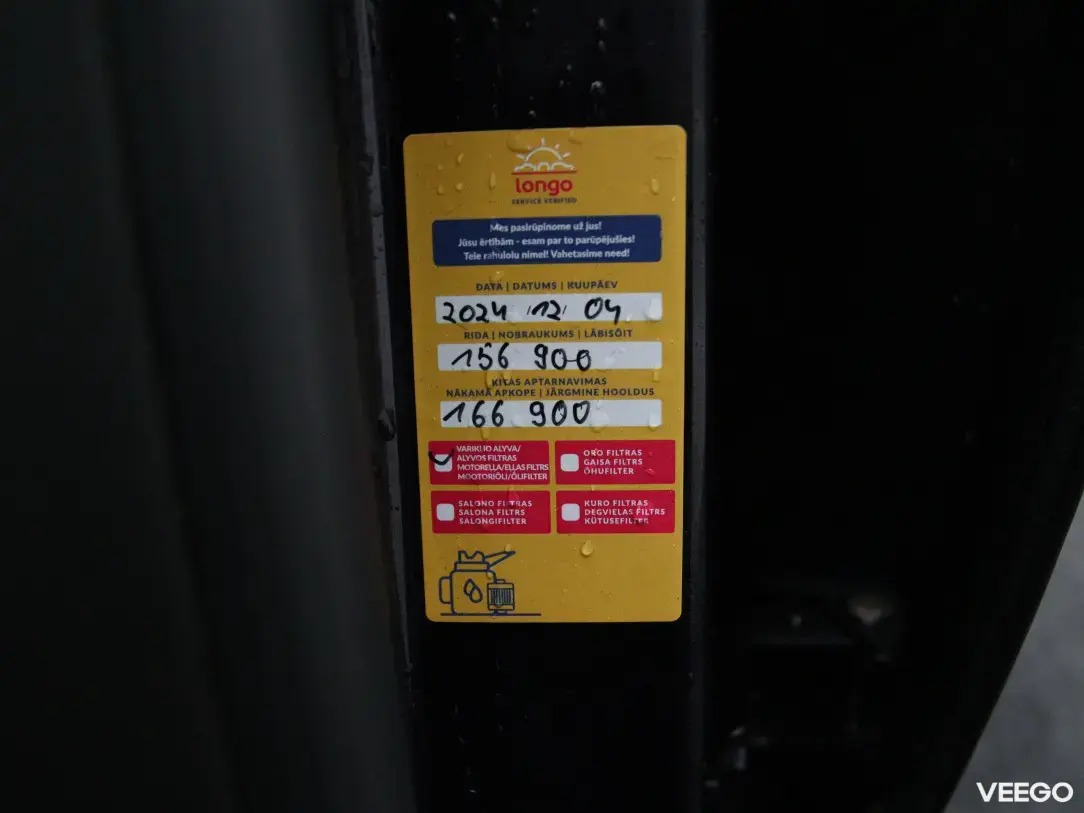 longo
SERVICE VERIFIED
Mes pasirūpinome už jus!
Jūsu ērtībām - esam par to parūpējušies!
Teie rahuloiu nimel! Vahetasime need!
DATA | DATUMS | KUUPÄEV
2024 12 04
RIDA | NOBRAUKUMS | LÄBISÕIT
156 900
KITAS APTARNAVIMAS
NĀKAMĀ APKOPE | JÄRGMINE HOOLDUS
166 900
VARIKLIO ALYVA/
ALYVOS FILTRAS
MOTOREĻĻA/EĻĻAS FILTRS
MOOTORIÕLI/ÕLIFILTER
ORO FILTRAS
GAISA FILTRS
ÕHUFILTER
SALONO FILTRAS
SALONA FILTRS
SALONGIFILTER
KURO FILTRAS
DEGVIELAS FILTRS
KÜTUSEFILTER
VEEGO